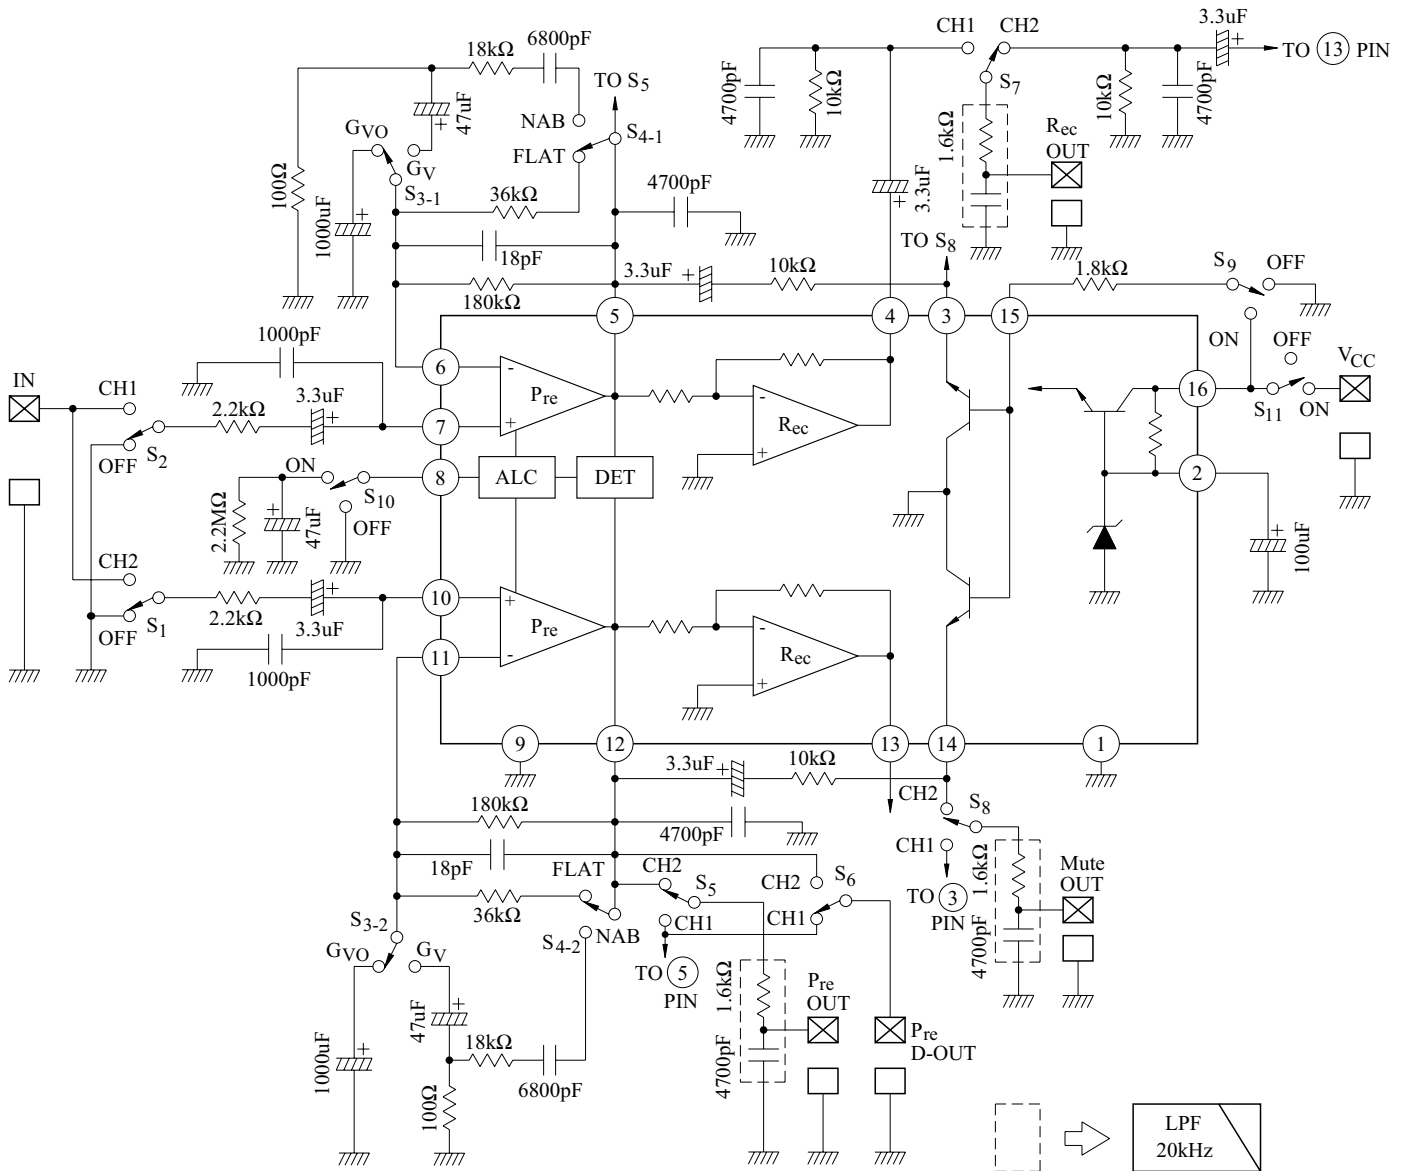 3.3uF
CH1
CH2
TO 13 PIN
6800pF
18kΩ
TO S5
4700pF
10kΩ
S7
10kΩ
4700pF
47uF
NAB
S4-1
GVO
GV
FLAT
1.6kΩ
Rec
OUT
100Ω
S3-1
36kΩ
4700pF
3.3uF
1000uF
18pF
TO S8
3.3uF
10kΩ
1.8kΩ
S9
OFF
180kΩ
5
4
3
15
1000pF
ON
OFF
VCC
IN
CH1
6
-
Pre
+
16
S11
ON
3.3uF
2.2kΩ
7
-
Rec
+
OFF
S2
ON
8
ALC
DET
2
S10
2.2MΩ
47uF
OFF
100uF
CH2
10
+
Pre
-
OFF
S1
2.2kΩ
3.3uF
-
Rec
+
11
1000pF
9
12
13
14
1
3.3uF
10kΩ
CH2
180kΩ
4700pF
S8
18pF
FLAT
CH2
S5
CH2
S6
CH1
1.6kΩ
Mute
OUT
36kΩ
CH1
CH1
TO 3
PIN
S3-2
GVO
GV
S4-2
NAB
TO 5
PIN
4700pF
1.6kΩ
Pre
OUT
47uF
18kΩ
Pre
D-OUT
1000uF
6800pF
4700pF
100Ω
LPF
20kHz